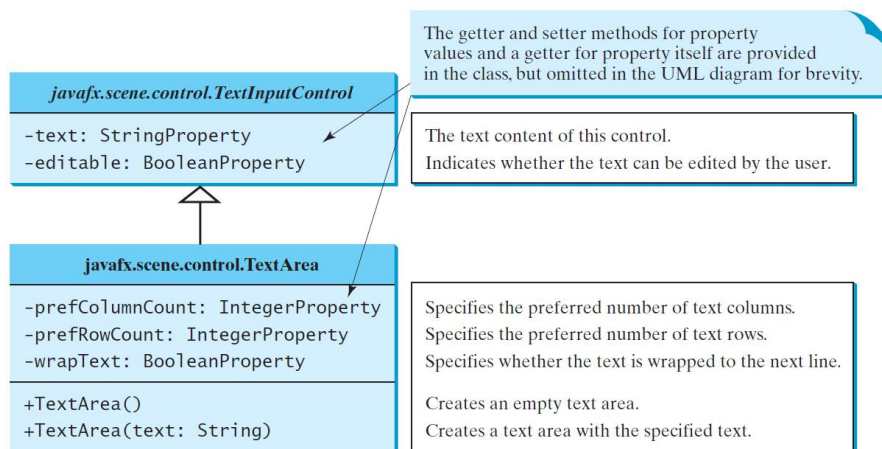 The getter and setter methods for property
values and a getter for property itself are provided
in the class, but omitted in the UML diagram for brevity.
javafx.scene.control.TextInputControl
-text: StringProperty
-editable: BooleanProperty
The text content of this control.
Indicates whether the text can be edited by the user.
javafx.scene.control.TextArea
-prefColumnCount: IntegerProperty
-prefRowCount: IntegerProperty
-wrapText: BooleanProperty
+TextArea()
+TextArea(text: String)
Specifies the preferred number of text columns.
Specifies the preferred number of text rows.
Specifies whether the text is wrapped to the next line.
Creates an empty text area.
Creates a text area with the specified text.